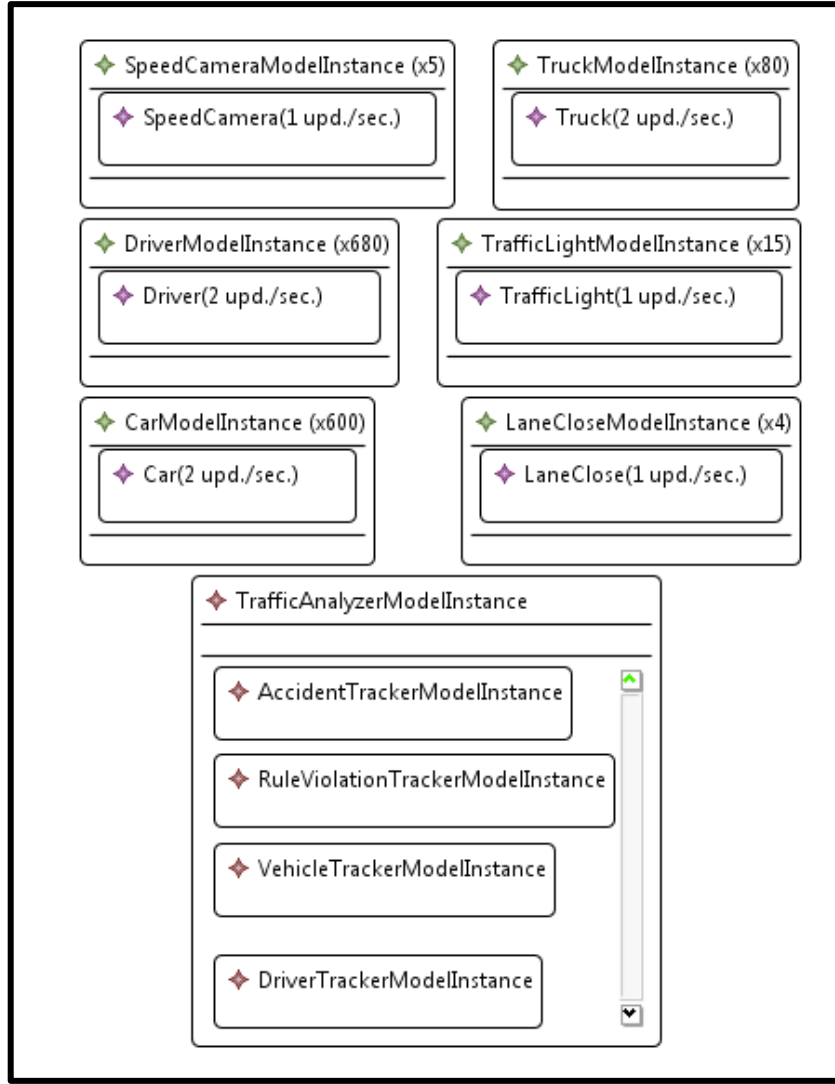 SpeedCameraModelInstance (x5)
SpeedCamera(1 upd./sec.)
TruckModelInstance (x80)
Truck(2 upd./sec.)
DriverModelInstance (x680)
Driver(2 upd./sec.)
TrafficLightModelInstance (x15)
TrafficLight(1 upd./sec.)
CarModelInstance (x600)
Car(2 upd./sec.)
LaneCloseModelInstance (x4)
LaneClose(1 upd./sec.)
TrafficAnalyzerModelInstance
AccidentTrackerModelInstance
RuleViolationTrackerModelInstance
VehicleTrackerModelInstance
DriverTrackerModelInstance